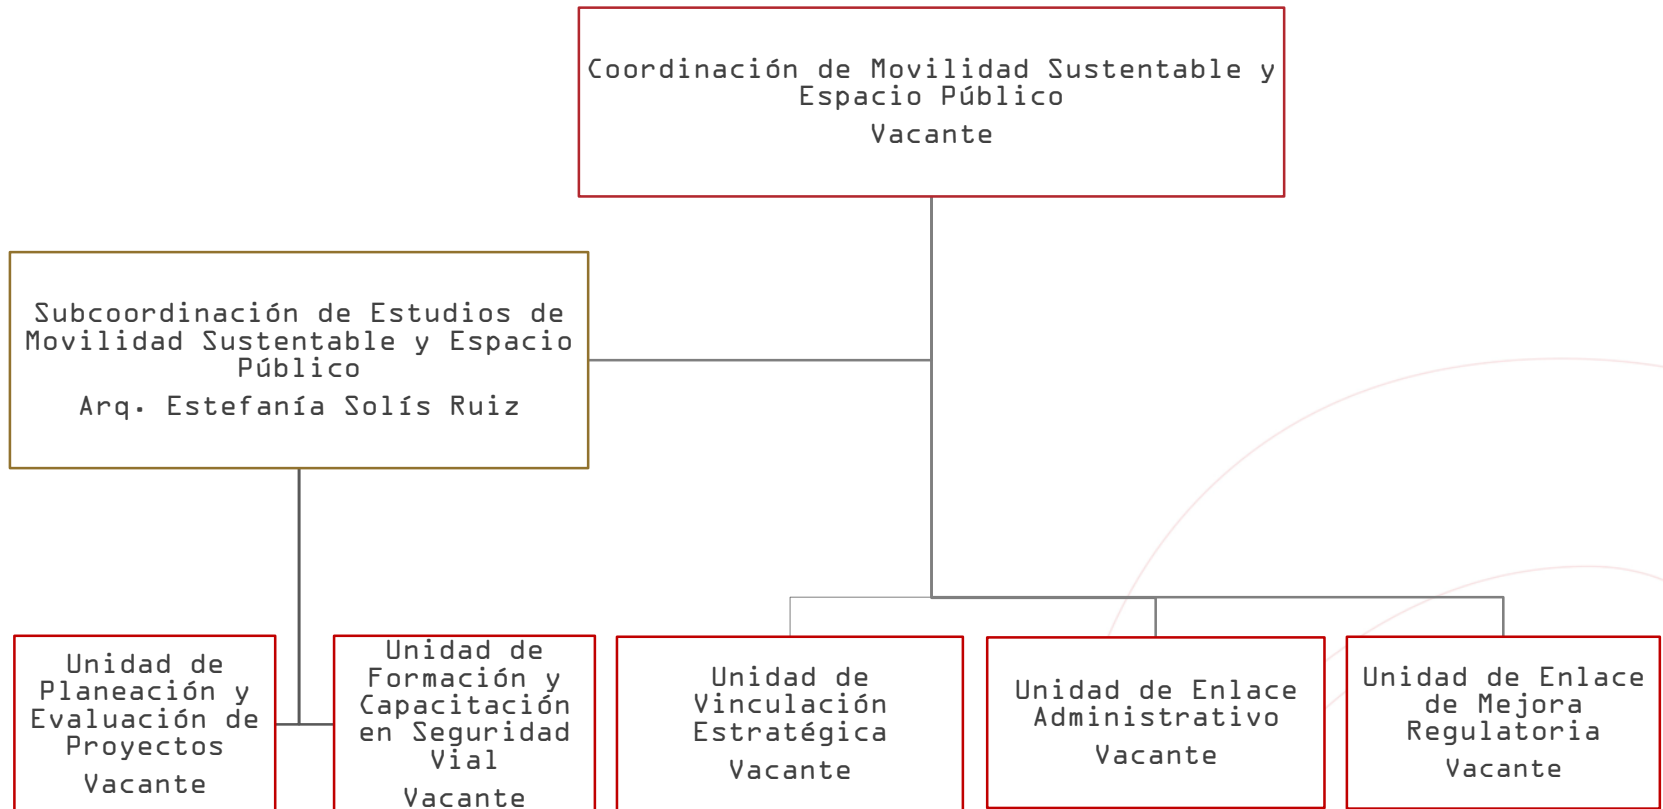 Coordinación de Movilidad Sustentable y
Espacio Público
Vacante
Subcoordinación de Estudios de
Movilidad Sustentable y Espacio
Público
Arq. Estefanía Solís Ruiz
Unidad de
Planeación y
Evaluación de
Proyectos
Vacante
Unidad de
Formación y
Capacitación
en Seguridad
Vial
Vacante
Unidad de
Vinculación
Estratégica
Vacante
Unidad de Enlace
Administrativo
Vacante
Unidad de Enlace
de Mejora
Regulatoria
Vacante